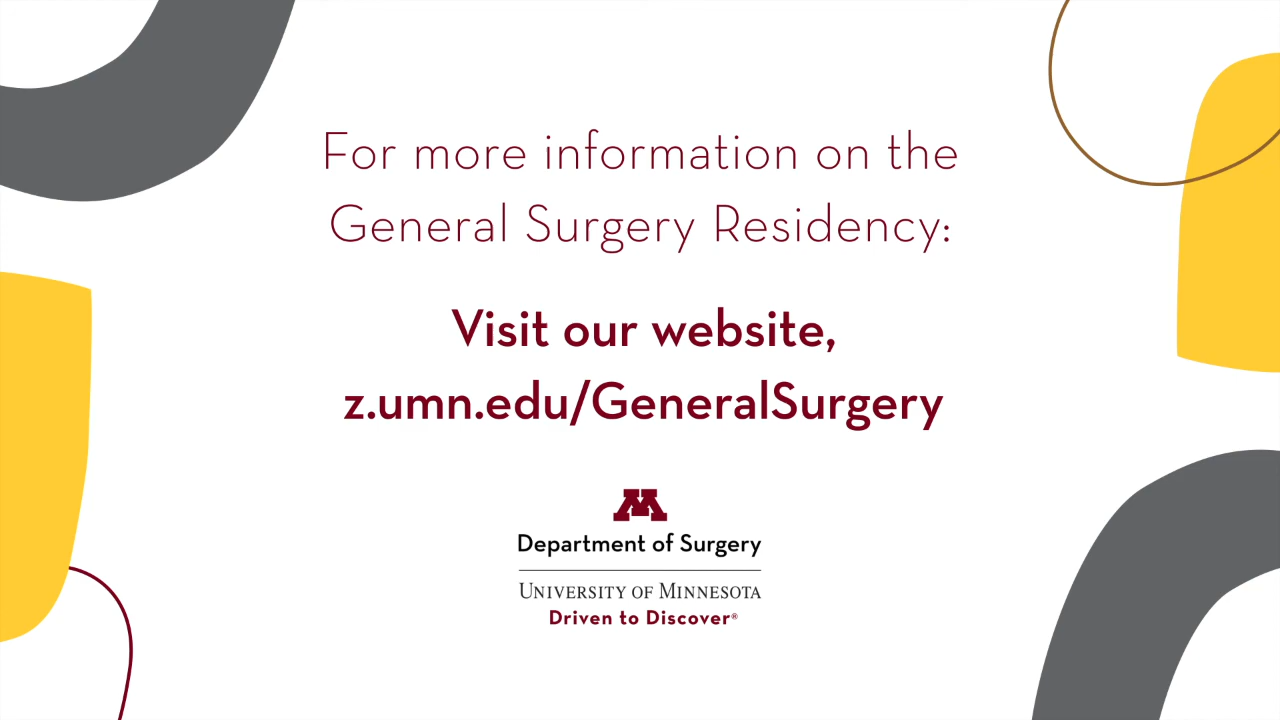 For more information on the
General Surgery Residency:
Visit our website,
z.umn.edu/GeneralSurgery
M
Department of Surgery
UNIVERSITY OF MINNESOTA
Driven to Discover®